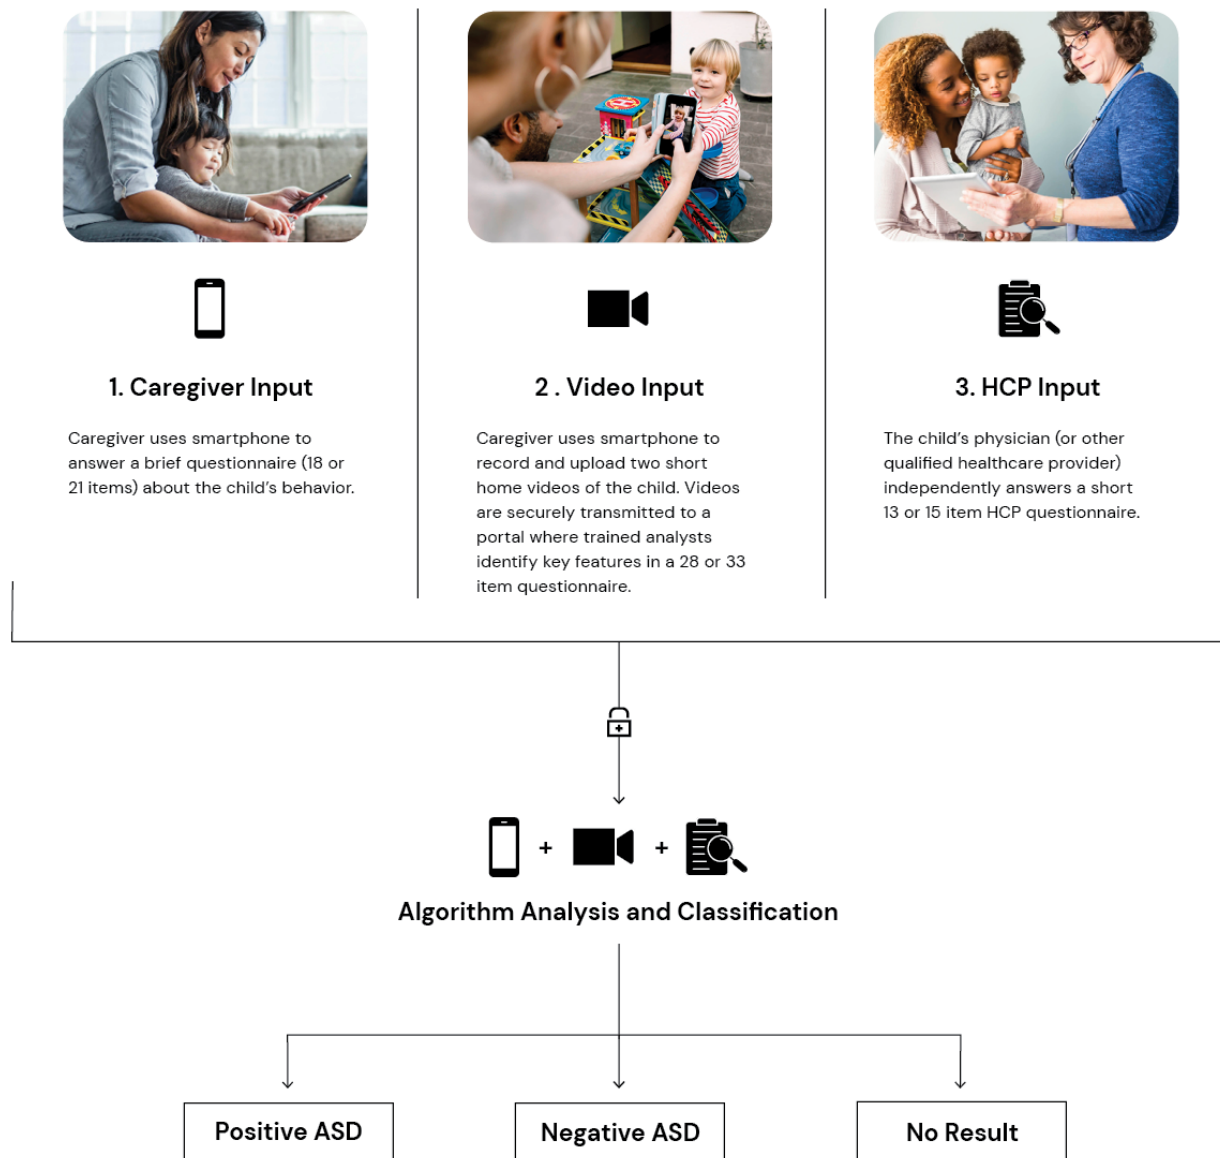 1. Caregiver Input
Caregiver uses smartphone to
answer a brief questionnaire (18 or
21 items) about the child's behavior.
2 . Video Input
Caregiver uses smartphone to
record and upload two short
home videos of the child. Videos
are securely transmitted to a
portal where trained analysts
identify key features in a 28 or 33
item questionnaire.
3. HCP Input
The child's physician (or other
qualified healthcare provider)
independently answers a short
13 or 15 item HCP questionnaire.
+ +
Algorithm Analysis and Classification
Positive ASD
Negative ASD
No Result